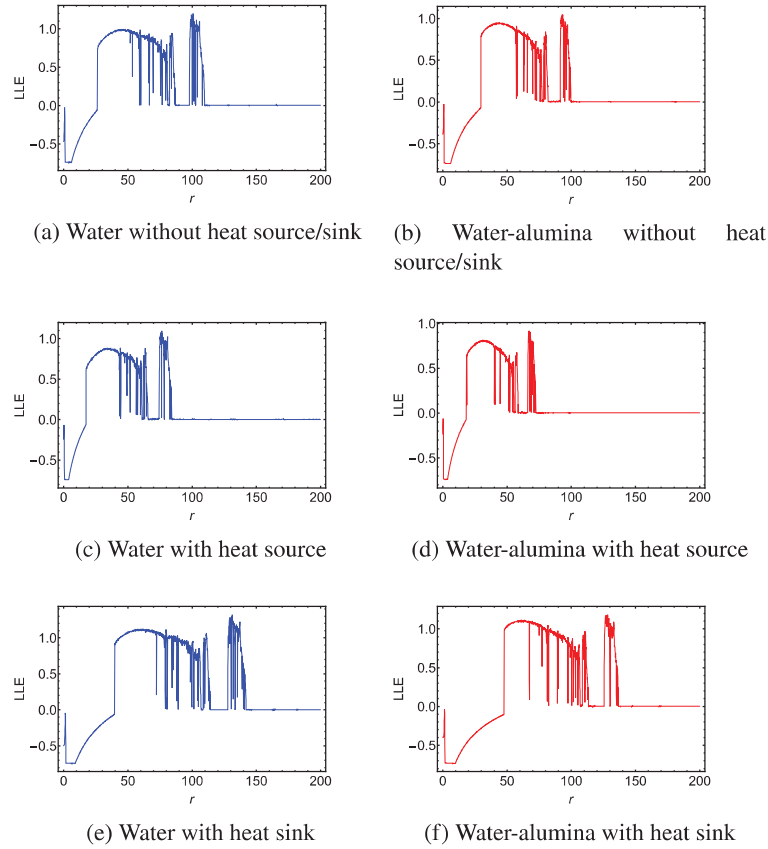 1.0
0.5
0.0
−0.5
LLE
0
50
100
150
200
r
(a) Water without heat source/sink
1.0
0.5
0.0
−0.5
LLE
0
50
100
150
200
r
(b) Water-alumina without heat
source/sink
1.0
0.5
0.0
−0.5
LLE
0
50
100
150
200
r
(c) Water with heat source
1.0
0.5
0.0
−0.5
LLE
0
50
100
150
200
r
(d) Water-alumina with heat source
1.0
0.5
0.0
−0.5
LLE
0
50
100
150
200
r
(e) Water with heat sink
1.0
0.5
0.0
−0.5
LLE
0
50
100
150
200
r
(f) Water-alumina with heat sink